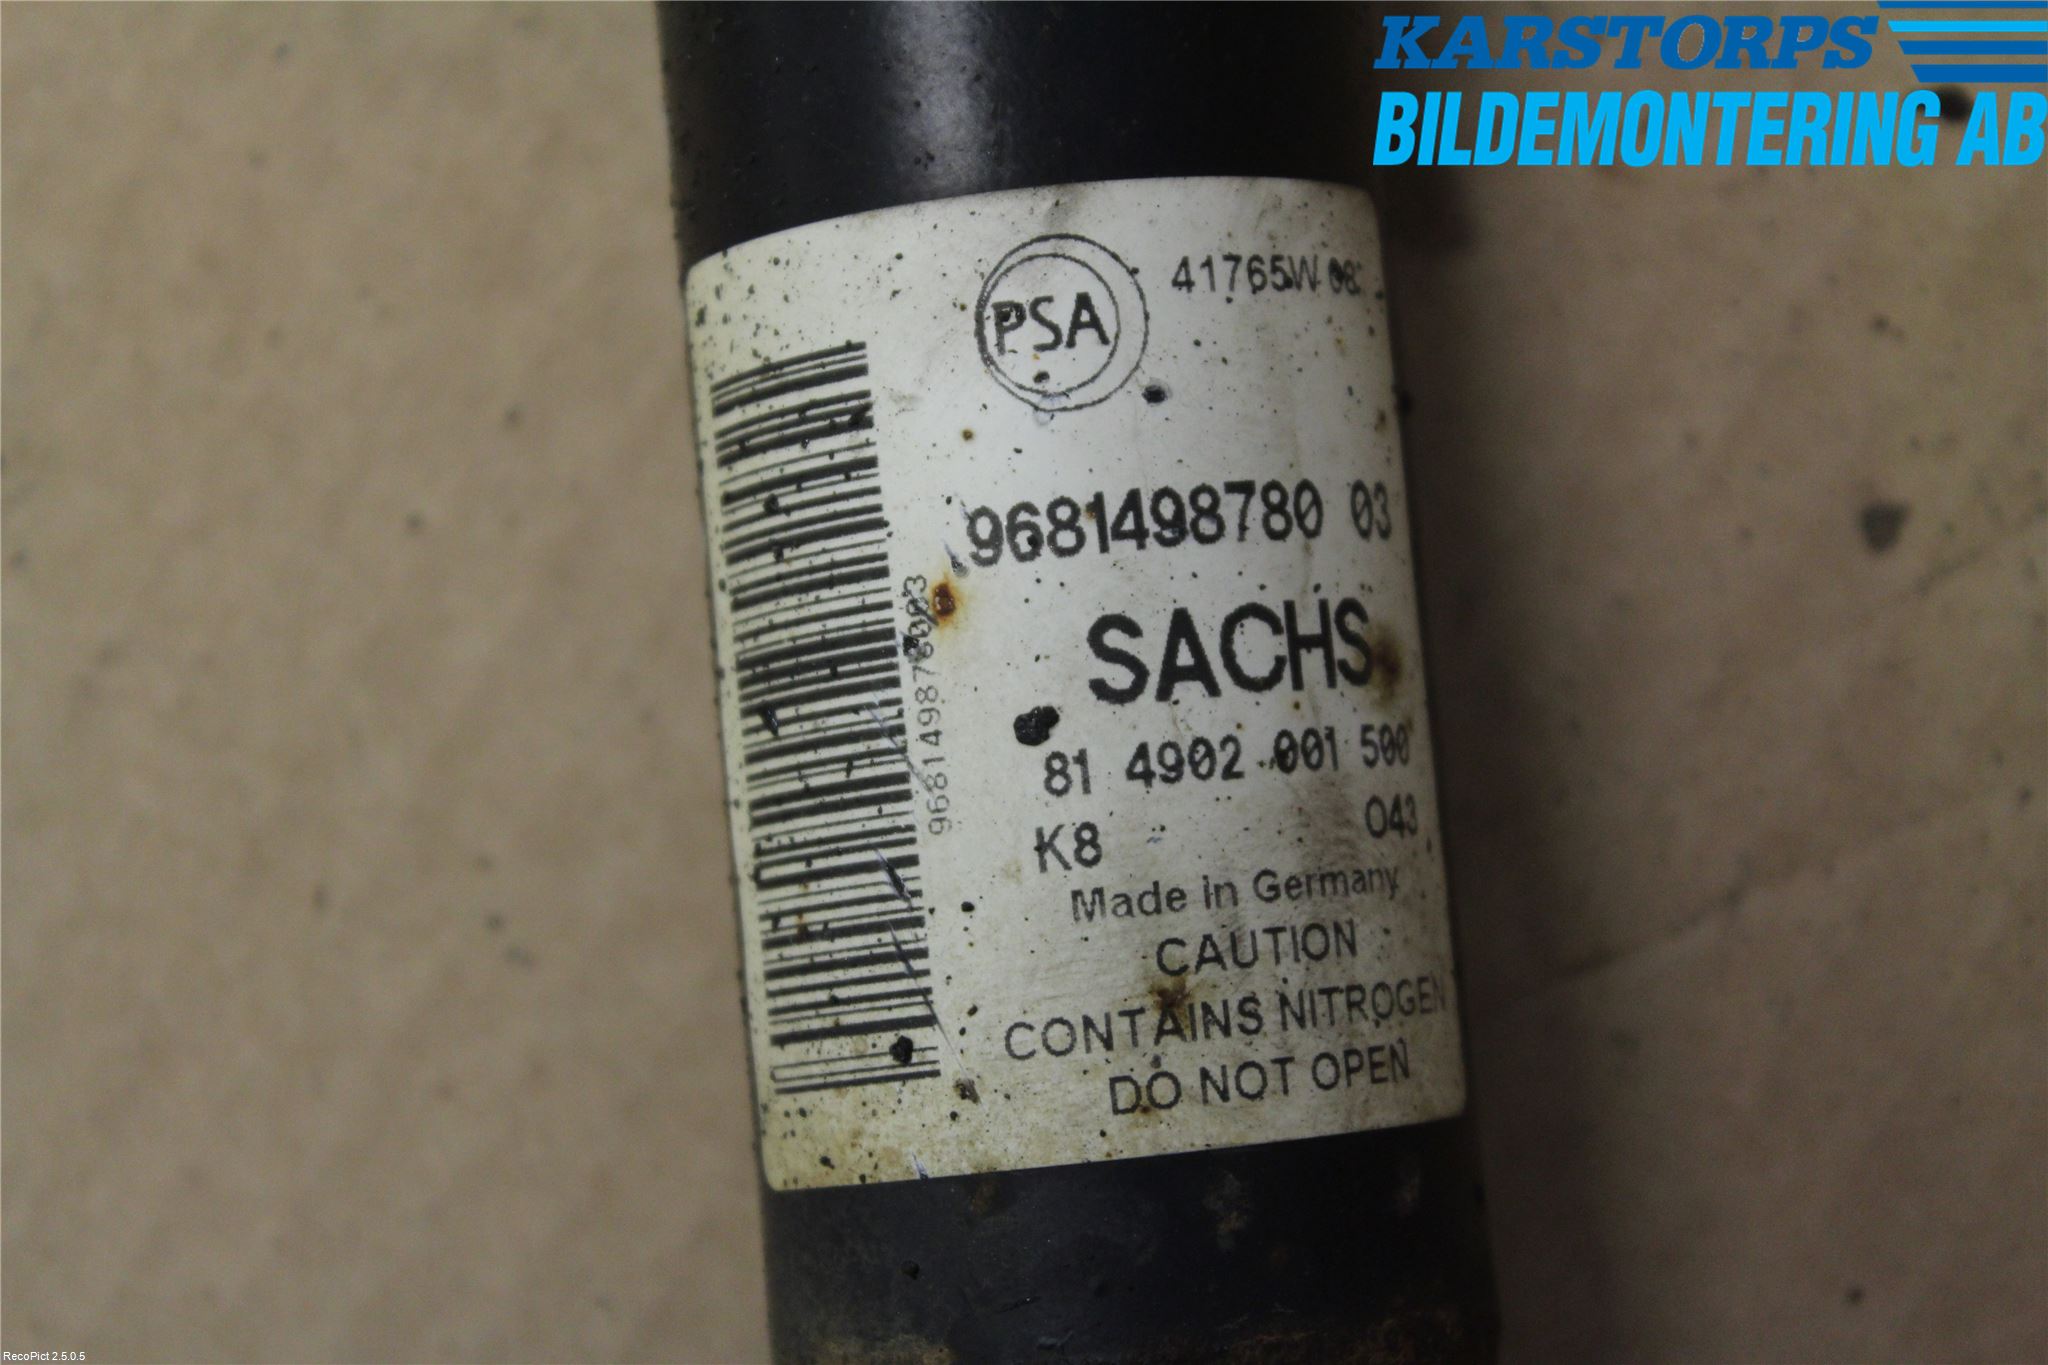 KARSTORPS
BILDEMONTERING AB
PSA
41765W
9681498780 03
968149878003
SACHS
81 4902 001 500
K8 043
Made in Germany
CAUTION
CONTAINS NITROGEN
DO NOT OPEN
RecoPict 2.5.0.5